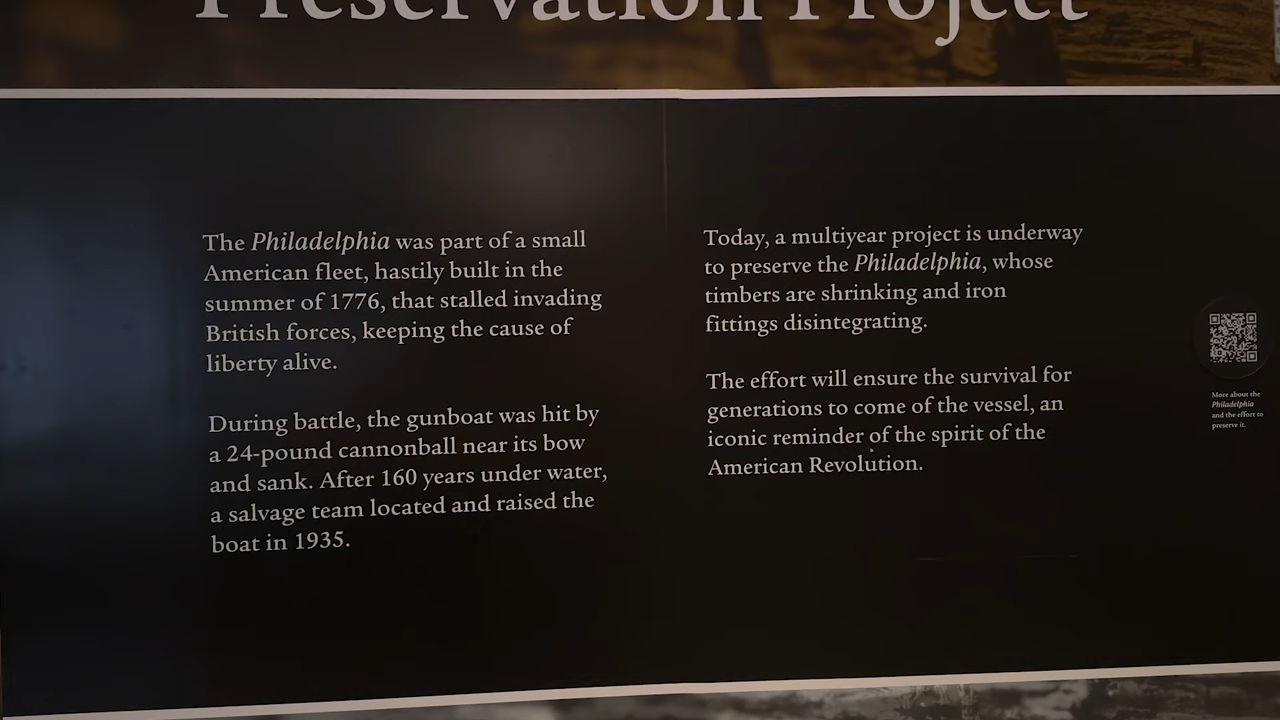 Preservation Project
The Philadelphia was part of a small
American fleet, hastily built in the
summer of 1776, that stalled invading
British forces, keeping the cause of
liberty alive.
During battle, the gunboat was hit by
a 24-pound cannonball near its bow
and sank. After 160 years under water,
a salvage team located and raised the
boat in 1935.
Today, a multiyear project is underway
to preserve the Philadelphia, whose
timbers are shrinking and iron
fittings disintegrating.
The effort will ensure the survival for
generations to come of the vessel, an
iconic reminder of the spirit of the
American Revolution.
More about the
Philadelphia
and the effort to
preserve it.